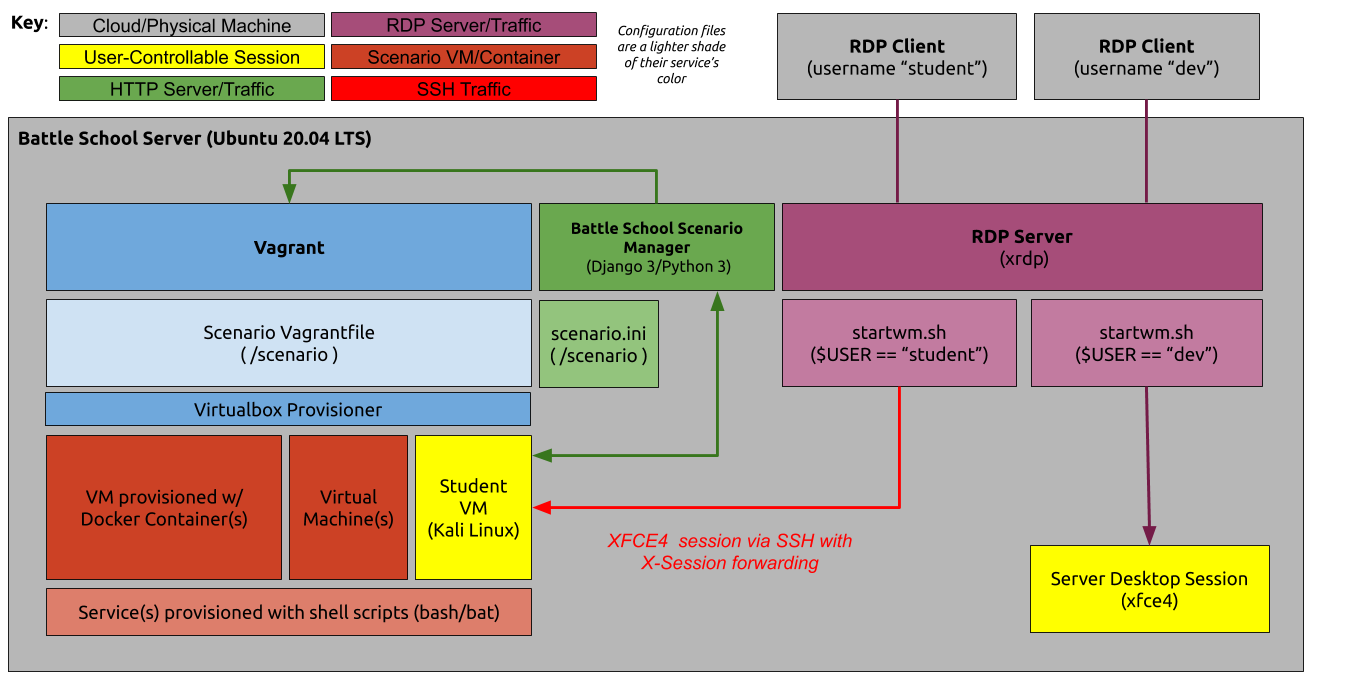 Key:
Cloud/Physical Machine
RDP Server/Traffic
User-Controllable Session
Scenario VM/Container
HTTP Server/Traffic
SSH Traffic
Configuration files
are a lighter shade
of their service's
color
RDP Client
(username “student”)
RDP Client
(username “dev”)
Battle School Server (Ubuntu 20.04 LTS)
Vagrant
Battle School Scenario
Manager
(Django 3/Python 3)
RDP Server
(xrdp)
Scenario Vagrantfile
( /scenario )
scenario.ini
( /scenario )
startwm.sh
($USER == “student”)
startwm.sh
($USER == “dev”)
Virtualbox Provisioner
VM provisioned w/
Docker Container(s)
Virtual
Machine(s)
Student
VM
(Kali Linux)
XFCE4  session via SSH with
X-Session forwarding
Server Desktop Session
(xfce4)
Service(s) provisioned with shell scripts (bash/bat)